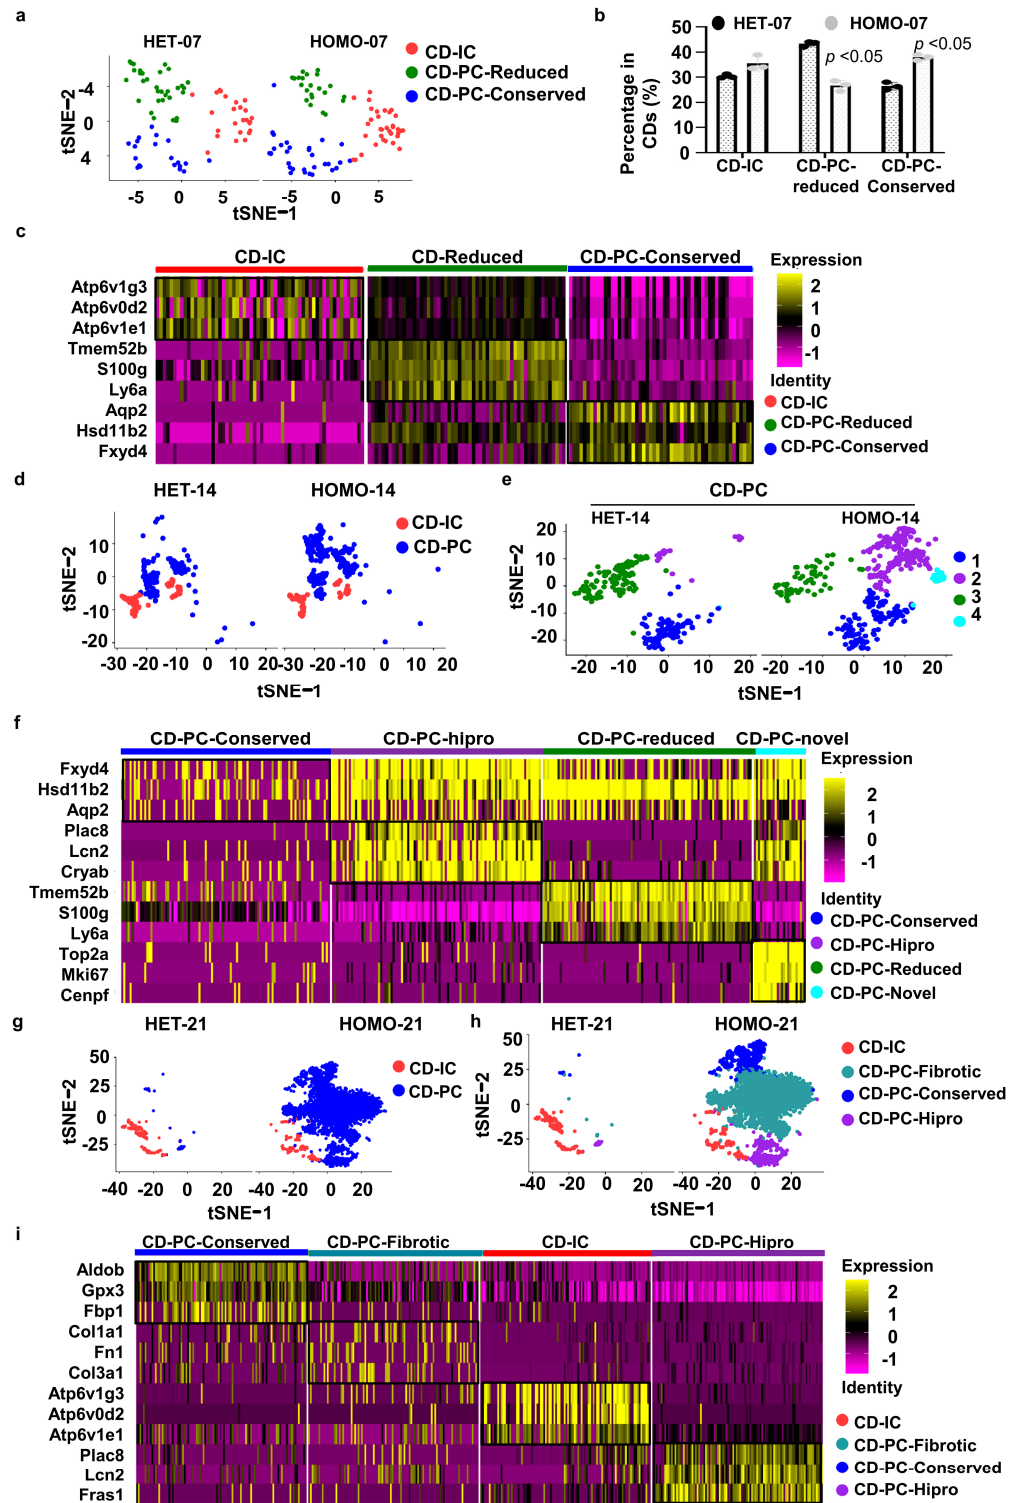 a
HET-07
HOMO-07
CD-IC
CD-PC-Reduced
CD-PC-Conserved
tSNE-2
-4
0
4
-5
0
5
-5
0
5
tSNE-1
b
HET-07
HOMO-07
Percentage in
CDs (%)
50
40
30
20
10
0
p <0.05
p <0.05
CD-IC
CD-PC-
reduced
CD-PC-
Conserved
c
CD-IC
CD-Reduced
CD-PC-Conserved
Atp6v1g3
Atp6v0d2
Atp6v1e1
Tmem52b
S100g
Ly6a
Aqp2
Hsd11b2
Fxyd4
Expression
2
1
0
-1
Identity
CD-IC
CD-PC-Reduced
CD-PC-Conserved
d
HET-14
HOMO-14
CD-IC
CD-PC
tSNE-2
10
0
-10
-20
-30
-20
-10
0
10
20
-30
-20
-10
0
10
20
tSNE-1
e
CD-PC
HET-14
HOMO-14
1
2
3
4
tSNE-2
20
10
0
-10
-20
-20
-10
0
10
20
-20
-10
0
10
20
tSNE-1
f
CD-PC-Conserved
CD-PC-hipro
CD-PC-reduced
CD-PC-novel
Fxyd4
Hsd11b2
Aqp2
Plac8
Lcn2
Cryab
Tmem52b
S100g
Ly6a
Top2a
Mki67
Cenpf
Expression
2
1
0
-1
Identity
CD-PC-Conserved
CD-PC-Hipro
CD-PC-Reduced
CD-PC-Novel
g
HET-21
HOMO-21
CD-IC
CD-PC
tSNE-2
50
25
0
-25
-40
-20
0
20
-40
-20
0
20
tSNE-1
h
HET-21
HOMO-21
CD-IC
CD-PC-Fibrotic
CD-PC-Conserved
CD-PC-Hipro
tSNE-2
50
25
0
-25
-40
-20
0
20
-40
-20
0
20
tSNE-1
i
CD-PC-Conserved
CD-PC-Fibrotic
CD-IC
CD-PC-Hipro
Aldob
Gpx3
Fbp1
Col1a1
Fn1
Col3a1
Atp6v1g3
Atp6v0d2
Atp6v1e1
Plac8
Lcn2
Fras1
Expression
2
1
0
-1
Identity
CD-IC
CD-PC-Fibrotic
CD-PC-Conserved
CD-PC-Hipro